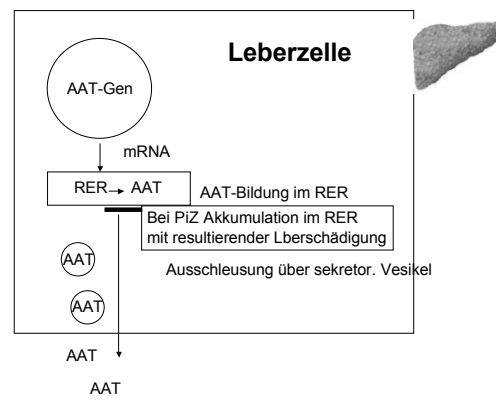 Leberzelle
AAT-Gen
mRNA
RER → AAT
AAT-Bildung im RER
Bei PiZ Akkumulation im RER
mit resultierender Lberschädigung
AAT
Ausschleusung über sekretor. Vesikel
AAT
AAT
AAT